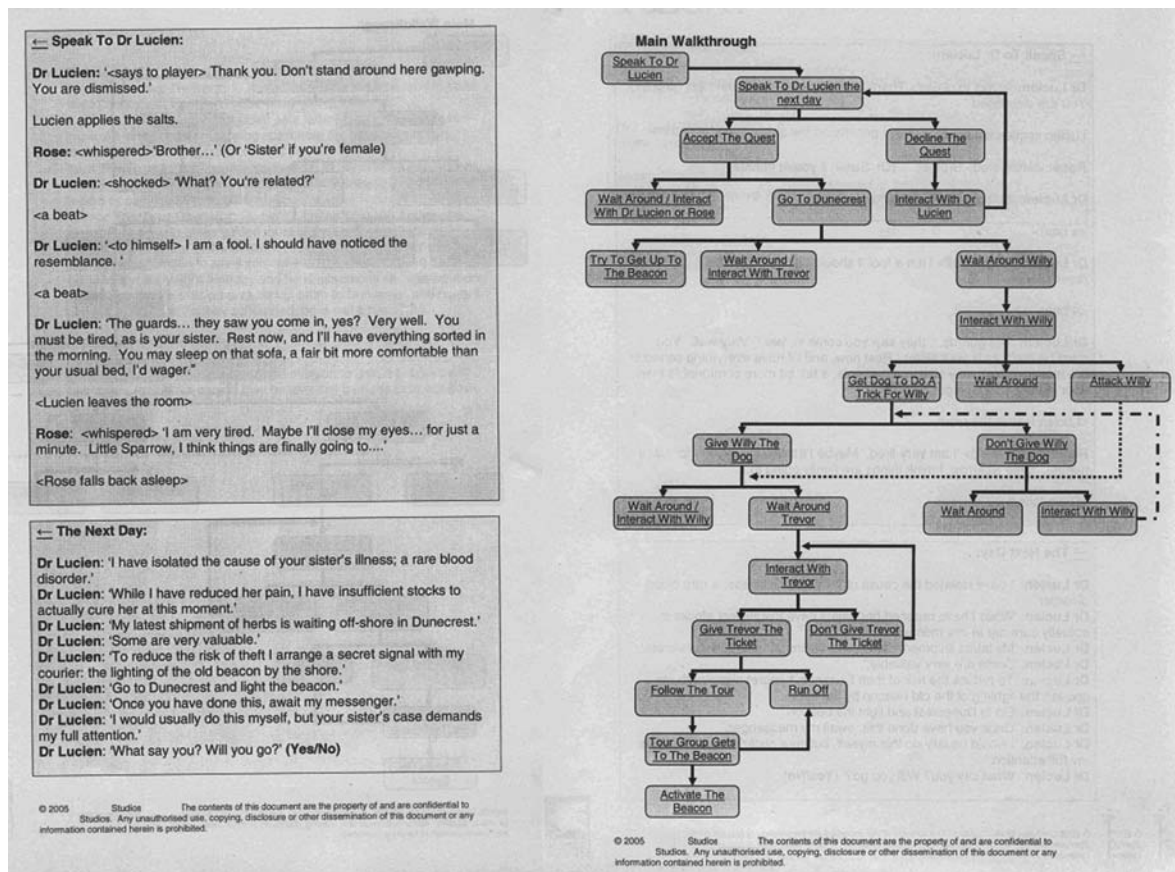 ← Speak To Dr Lucien:
Dr Lucien: ‘<says to player> Thank you. Don't stand around here gawping.
You are dismissed.’
Lucien applies the salts.
Rose: <whispered>‘Brother…’ (Or ‘Sister’ if you're female)
Dr Lucien: <shocked> ‘What? You're related?’
<a beat>
Dr Lucien: ‘<to himself> I am a fool. I should have noticed the
resemblance. ‘
<a beat>
Dr Lucien: ‘The guards… they saw you come in, yes? Very well. You
must be tired, as is your sister. Rest now, and I'll have everything sorted in
the morning. You may sleep on that sofa, a fair bit more comfortable than
your usual bed, I'd wager.”
<Lucien leaves the room>
Rose: <whispered> ‘I am very tired. Maybe I'll close my eyes… for just a
minute. Little Sparrow, I think things are finally going to….’
<Rose falls back asleep>
← The Next Day:
Dr Lucien: ‘I have isolated the cause of your sister's illness; a rare blood
disorder.’
Dr Lucien: ‘While I have reduced her pain, I have insufficient stocks to
actually cure her at this moment.’
Dr Lucien: ‘My latest shipment of herbs is waiting off-shore in Dunecrest.’
Dr Lucien: ‘Some are very valuable.’
Dr Lucien: ‘To reduce the risk of theft I arrange a secret signal with my
courier: the lighting of the old beacon by the shore.’
Dr Lucien: ‘Go to Dunecrest and light the beacon.’
Dr Lucien: ‘Once you have done this, await my messenger.’
Dr Lucien: ‘I would usually do this myself, but your sister's case demands
my full attention.
Dr Lucien: ‘What say you? Will you go?’ (Yes/No)
© 2005 Studios The contents of this document are the property of and are confidential to
Studios. Any unauthorised use, copying, disclosure or other dissemination of this document or any
information contained herein is prohibited.
Main Walkthrough
Speak To Dr
Lucien
Speak To Dr Lucien the
next day
Accept The Quest
Decline The
Quest
Wait Around / Interact
With Dr Lucien or Rose
Go To Dunecrest
Interact With Dr
Lucien
Try To Get Up To
The Beacon
Wait Around /
Interact With Trevor
Wait Around Willy
Interact With Willy
Get Dog To Do A
Trick For Willy
Wait Around
Attack Willy
Give Willy The
Dog
Don't Give Willy
The Dog
Wait Around /
Interact With Willy
Wait Around
Trevor
Wait Around
Interact With Willy
Interact With
Trevor
Give Trevor The
Ticket
Don't Give Trevor
The Ticket
Follow The Tour
Run Off
Tour Group Gets
To The Beacon
Activate The
Beacon
© 2005 Studios The contents of this document are the property of and are confidential to
Studios. Any unauthorised use, copying, disclosure or other dissemination of this document or any
information contained herein is prohibited.